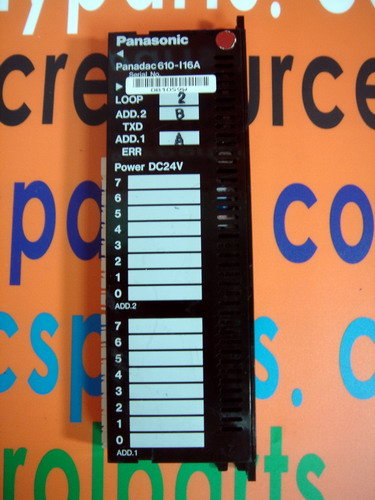 Panasonic
Panadac 610-I16A
Serial No.
LOOP 2
ADD.2 B
TXD
ADD.1 A
ERR
Power DC24V
7
6
5
4
3
2
1
0
ADD.2
7
6
5
4
3
2
1
0
ADD.1